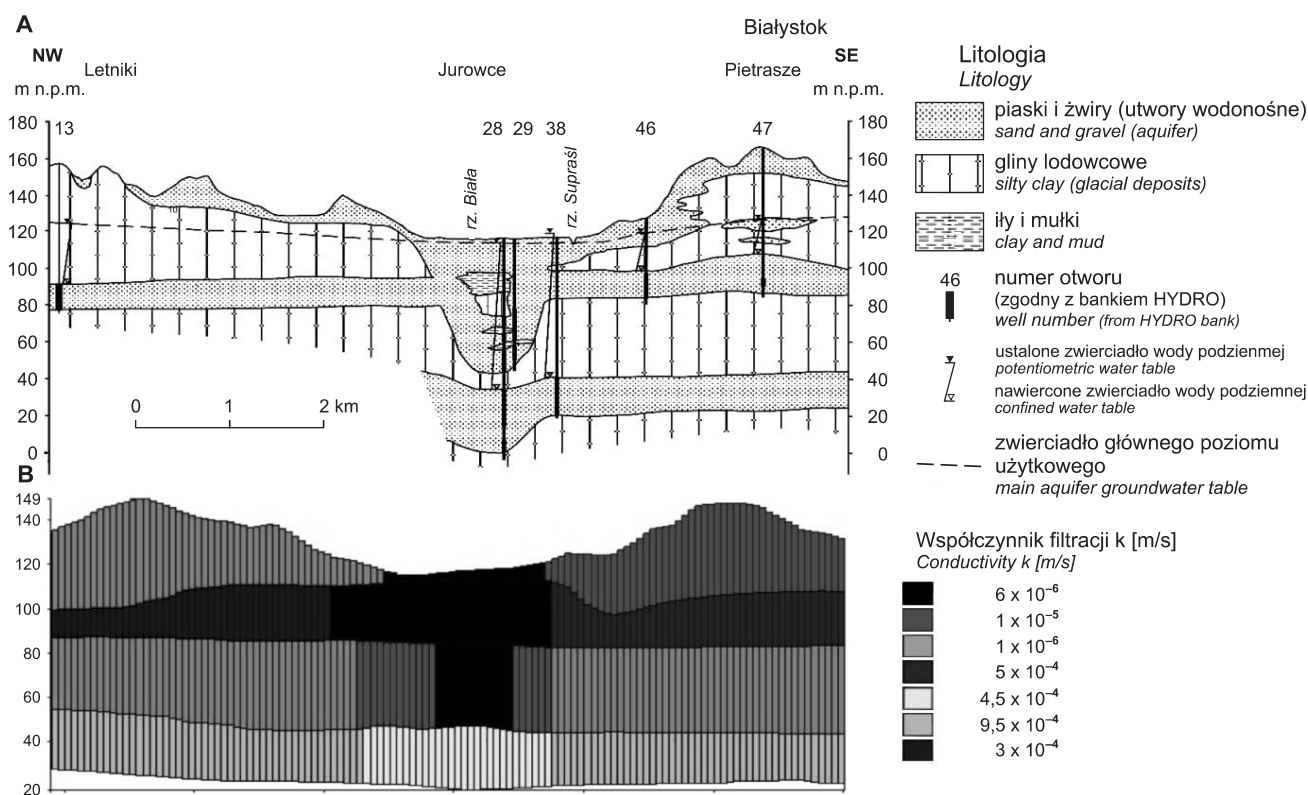 A
Białystok
NW
SE
Letniki
Jurowce
Pietrasze
m n.p.m.
m n.p.m.
180
13
28
29
38
46
47
180
160
160
140
140
120
120
100
100
80
80
60
60
40
40
20
20
0
0
rz. Biała
rz. Supraśl
0
1
2 km
Litologia
Litology
piaski i żwiry (utwory wodonośne)
sand and gravel (aquifer)
gliny lodowcowe
silty clay (glacial deposits)
iły i mułki
clay and mud
46
numer otworu
(zgodny z bankiem HYDRO)
well number (from HYDRO bank)
ustalone zwierciadło wody podzienmej
potentiometric water table
nawiercone zwierciadło wody podziemnej
confined water table
zwierciadło głównego poziomu
użytkowego
main aquifer groundwater table
B
149
140
120
100
80
60
40
20
Współczynnik filtracji k [m/s]
Conductivity k [m/s]
6 x 10⁻⁶
1 x 10⁻⁵
1 x 10⁻⁶
5 x 10⁻⁴
4,5 x 10⁻⁴
9,5 x 10⁻⁴
3 x 10⁻⁴